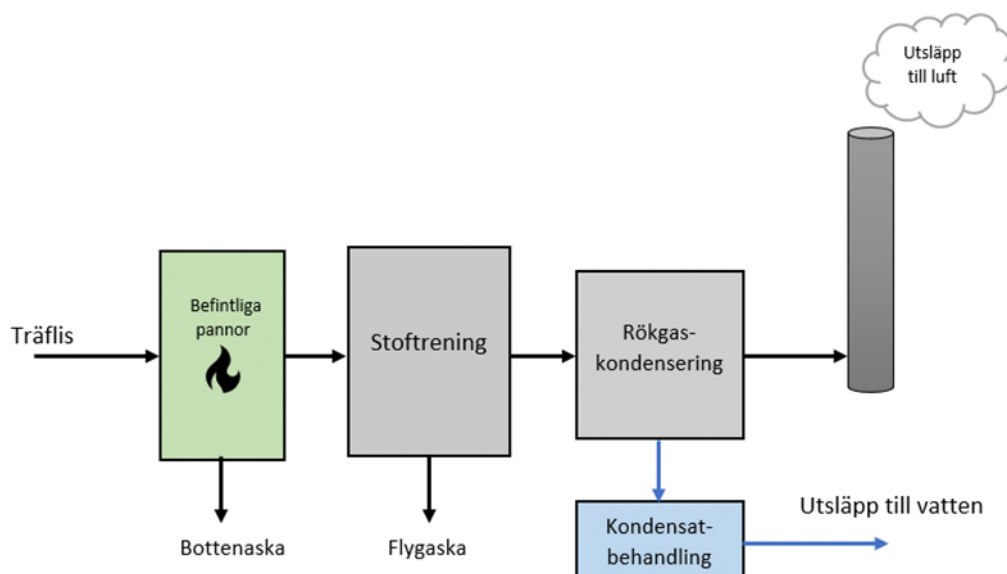 Utsläpp
till luft
Träflis
Befintliga
pannor
Stoftrening
Rökgas-
kondensering
Bottenaska
Flygaska
Kondensat-
behandling
Utsläpp till vatten